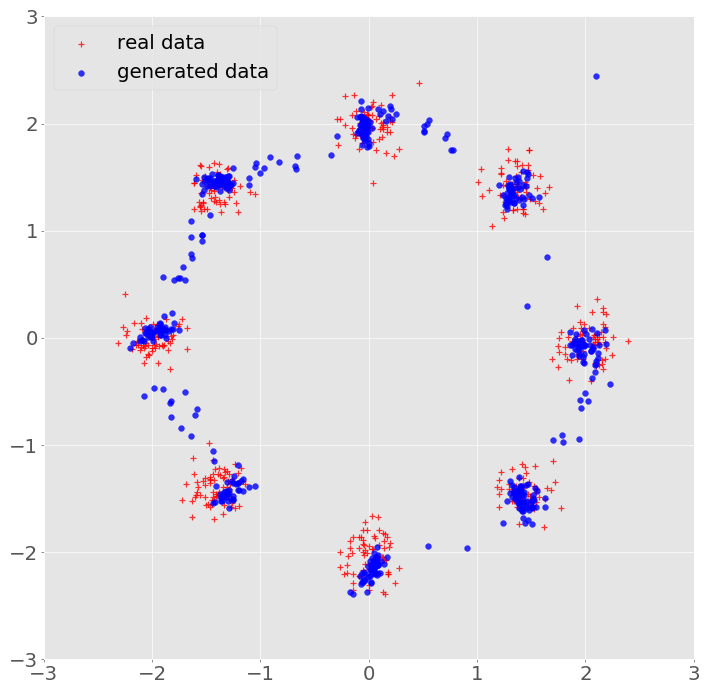 real data
generated data
3
2
1
0
−1
−2
−3
−3 −2 −1 0 1 2 3